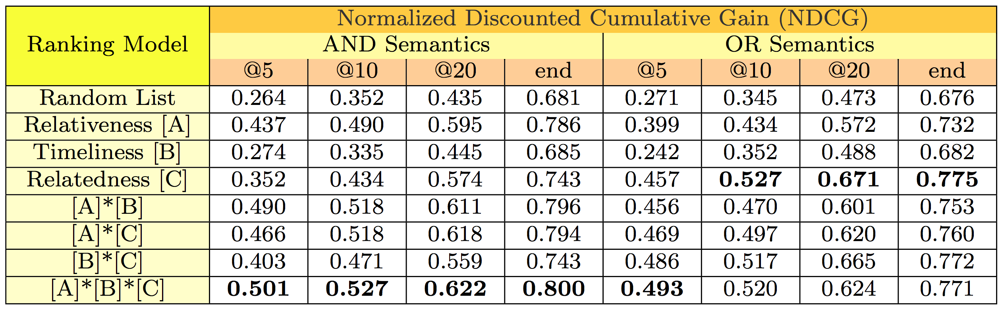 Normalized Discounted Cumulative Gain (NDCG)
Ranking Model AND Semantics OR Semantics
@5 @10 @20 end @5 @10 @20 end
Random List 0.264 0.352 0.435 0.681 0.271 0.345 0.473 0.676
Relativeness [A] 0.437 0.490 0.595 0.786 0.399 0.434 0.572 0.732
Timeliness [B] 0.274 0.335 0.445 0.685 0.242 0.352 0.488 0.682
Relatedness [C] 0.352 0.434 0.574 0.743 0.457 0.527 0.671 0.775
[A]*[B] 0.490 0.518 0.611 0.796 0.456 0.470 0.601 0.753
[A]*[C] 0.466 0.518 0.618 0.794 0.469 0.497 0.620 0.760
[B]*[C] 0.403 0.471 0.559 0.743 0.486 0.517 0.665 0.772
[A]*[B]*[C] 0.501 0.527 0.622 0.800 0.493 0.520 0.624 0.771